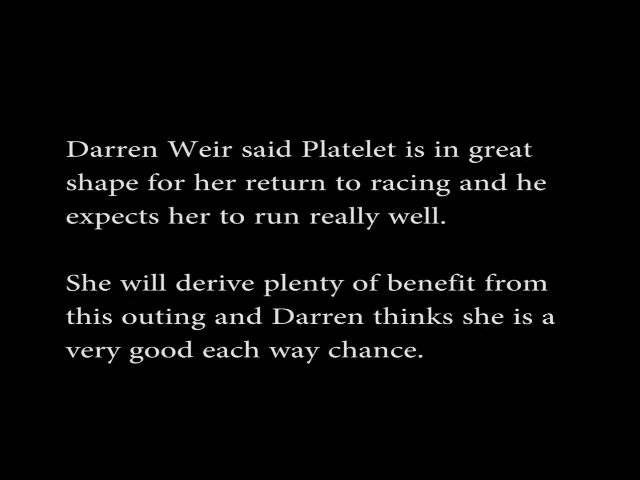 Darren Weir said Platelet is in great
shape for her return to racing and he
expects her to run really well.
She will derive plenty of benefit from
this outing and Darren thinks she is a
very good each way chance.